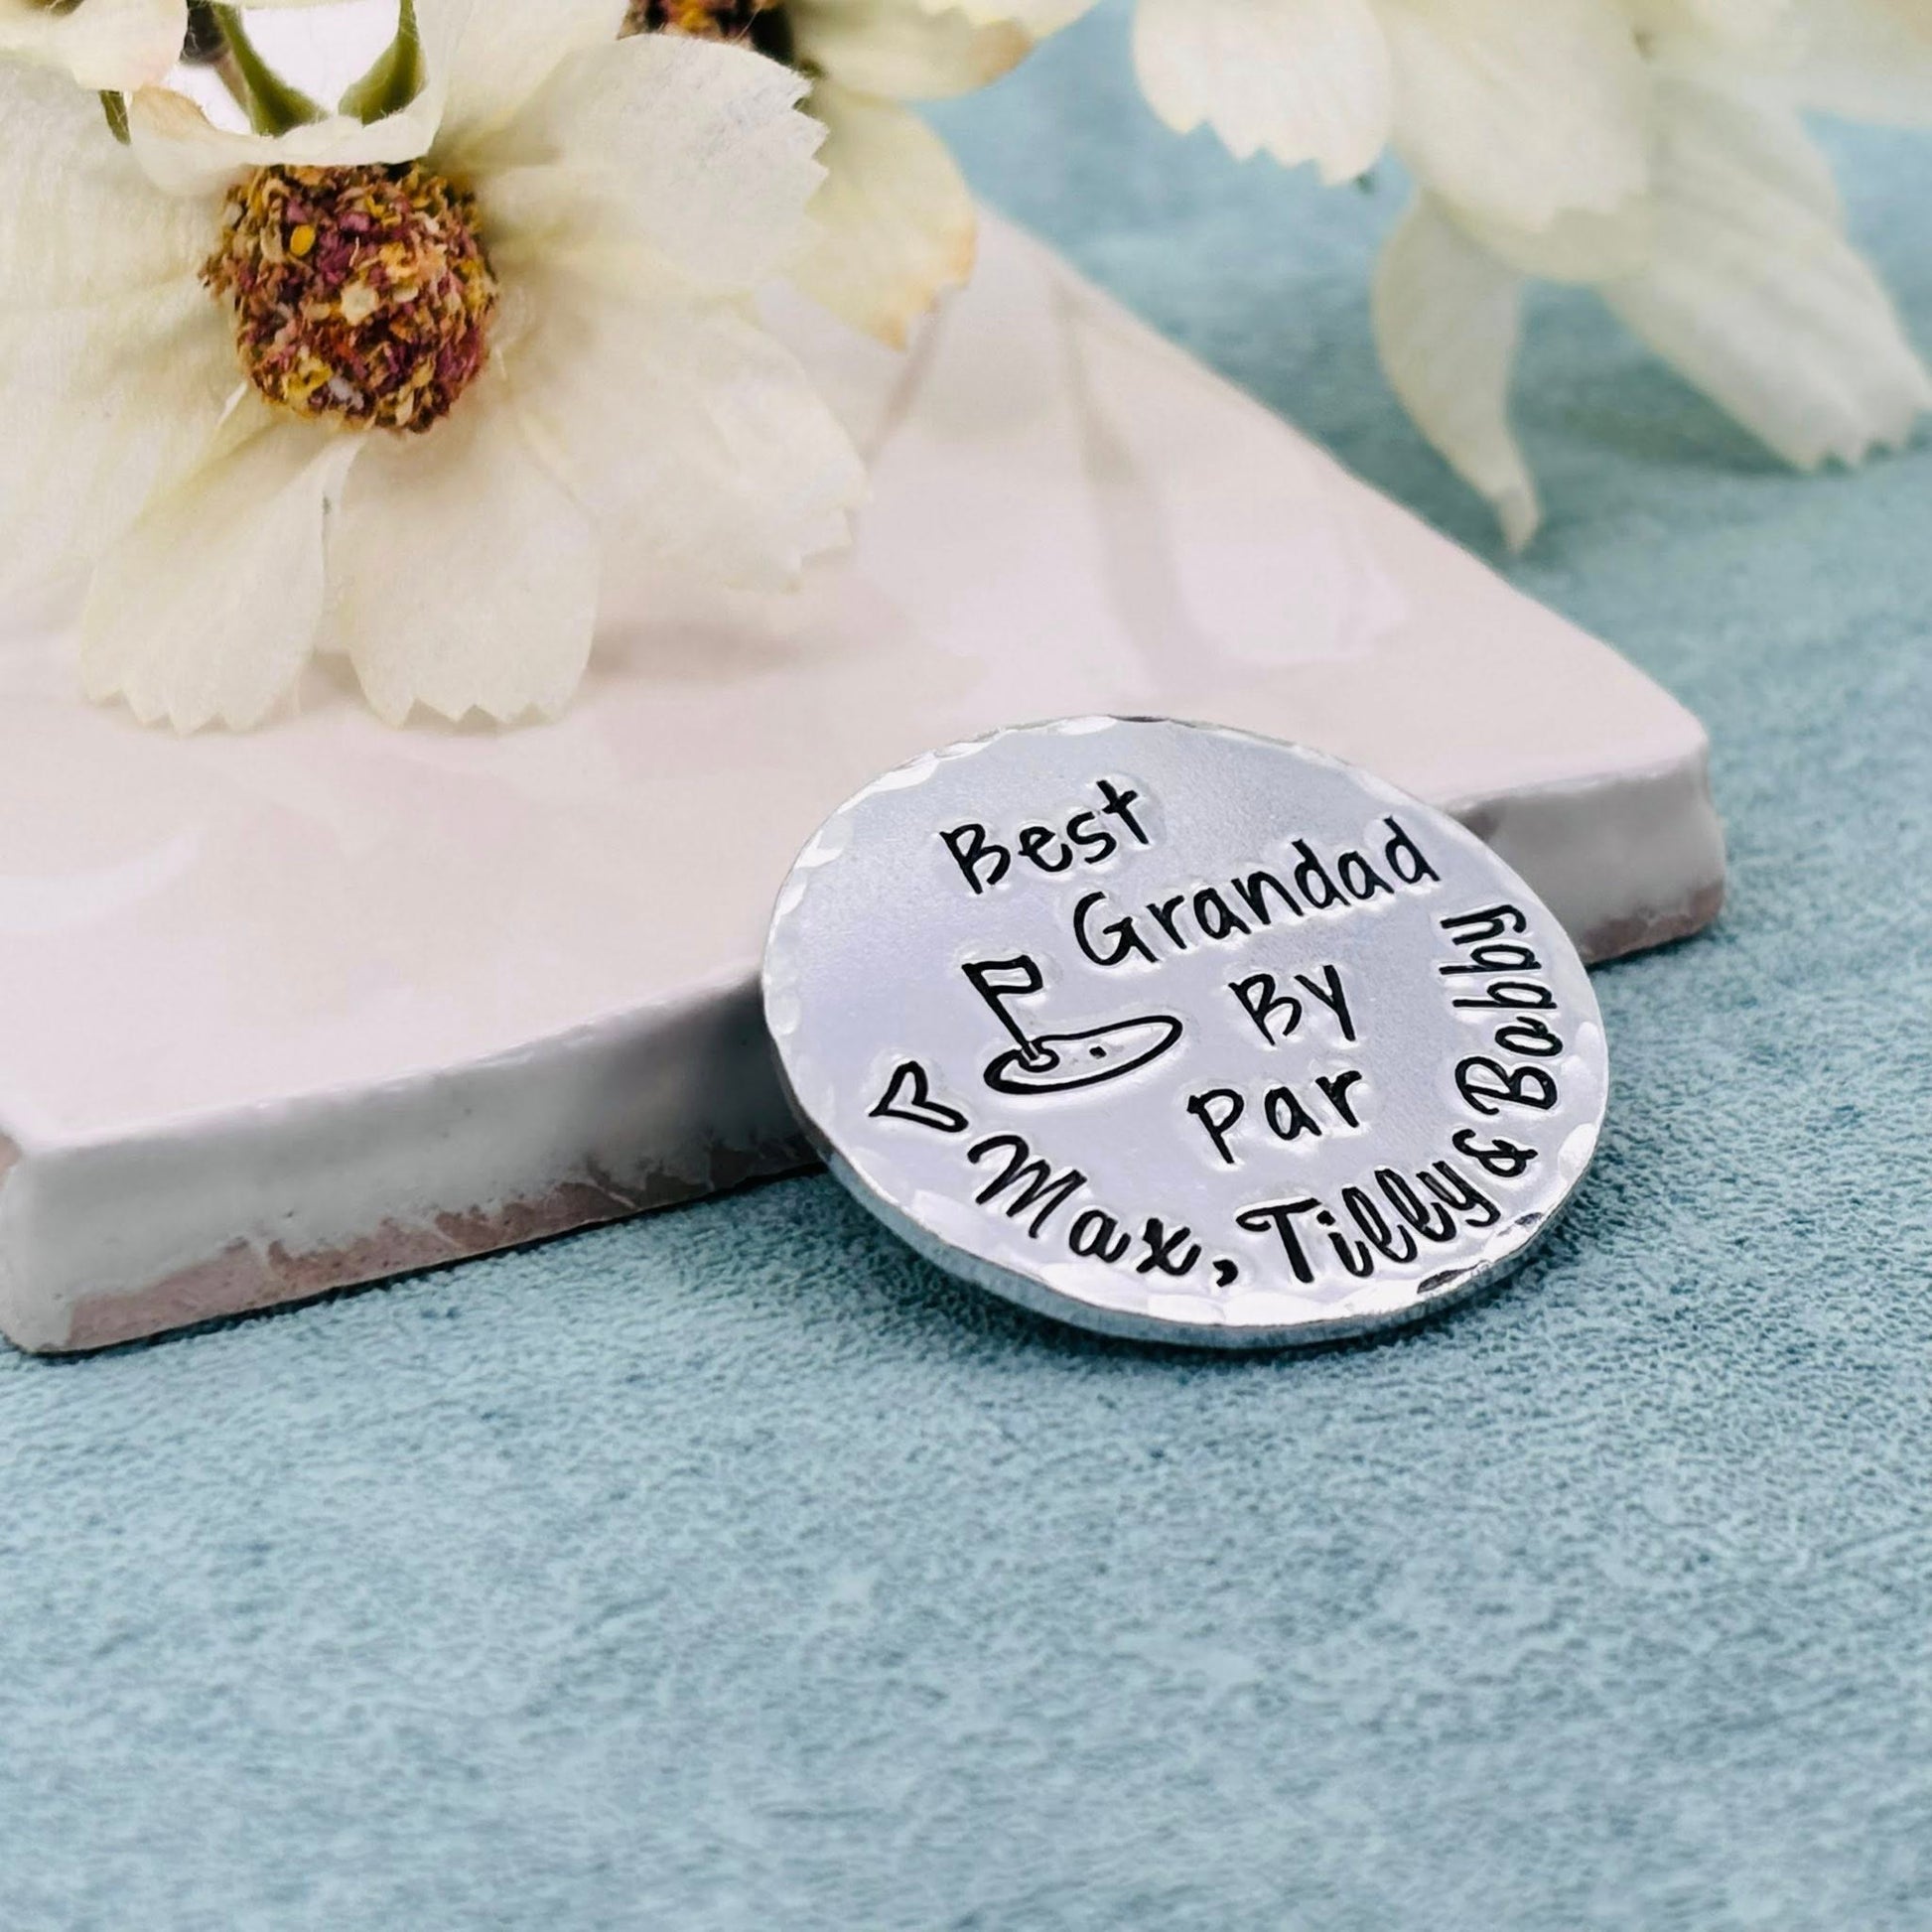 Best
Grandad
By
Par
Max, Tilly & Bobby